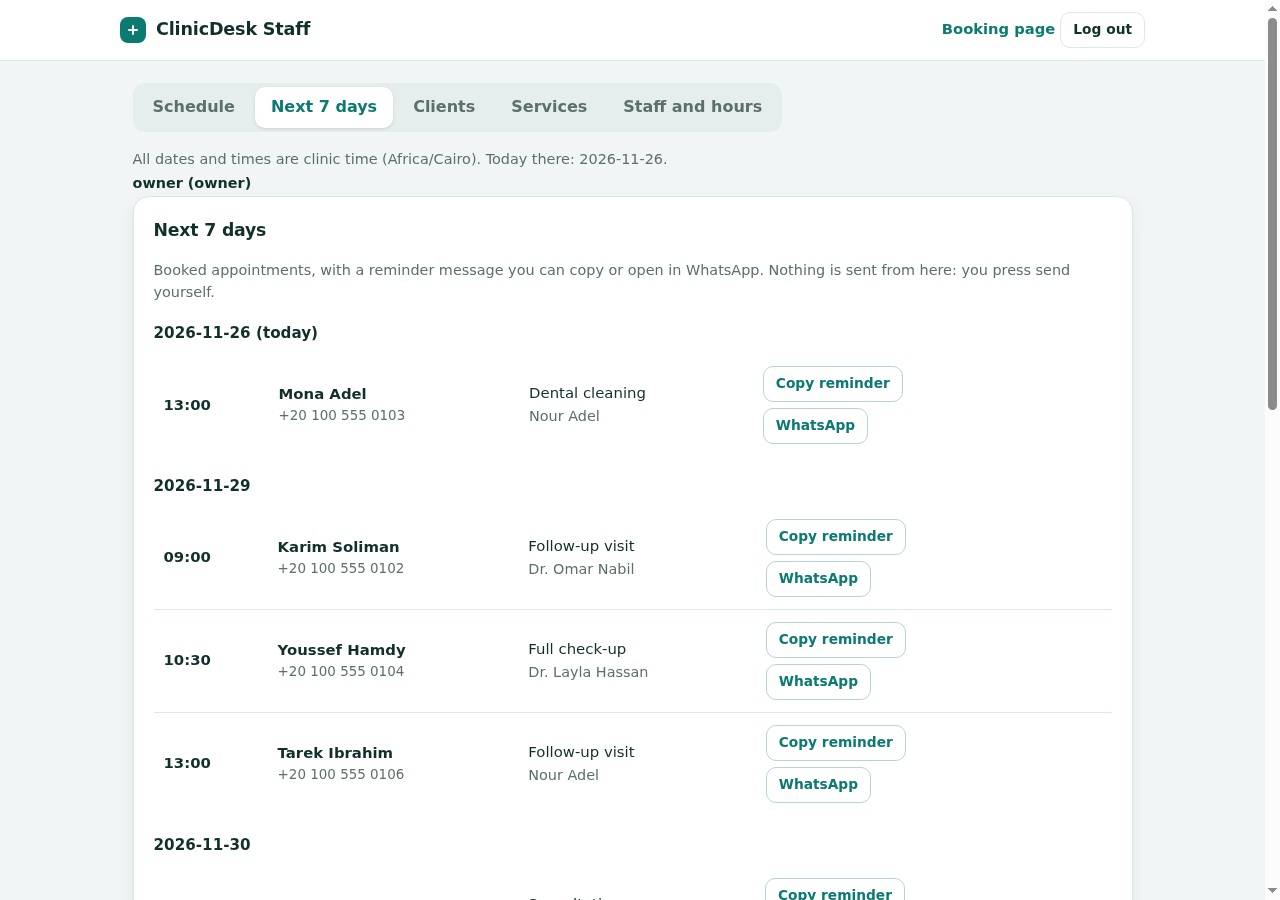 + ClinicDesk Staff
Booking page
Log out
Schedule
Next 7 days
Clients
Services
Staff and hours
All dates and times are clinic time (Africa/Cairo). Today there: 2026-11-26.
owner (owner)
Next 7 days
Booked appointments, with a reminder message you can copy or open in WhatsApp. Nothing is sent from here: you press send
yourself.
2026-11-26 (today)
13:00
Mona Adel
+20 100 555 0103
Dental cleaning
Nour Adel
Copy reminder
WhatsApp
2026-11-29
09:00
Karim Soliman
+20 100 555 0102
Follow-up visit
Dr. Omar Nabil
Copy reminder
WhatsApp
10:30
Youssef Hamdy
+20 100 555 0104
Full check-up
Dr. Layla Hassan
Copy reminder
WhatsApp
13:00
Tarek Ibrahim
+20 100 555 0106
Follow-up visit
Nour Adel
Copy reminder
WhatsApp
2026-11-30
Copy reminder